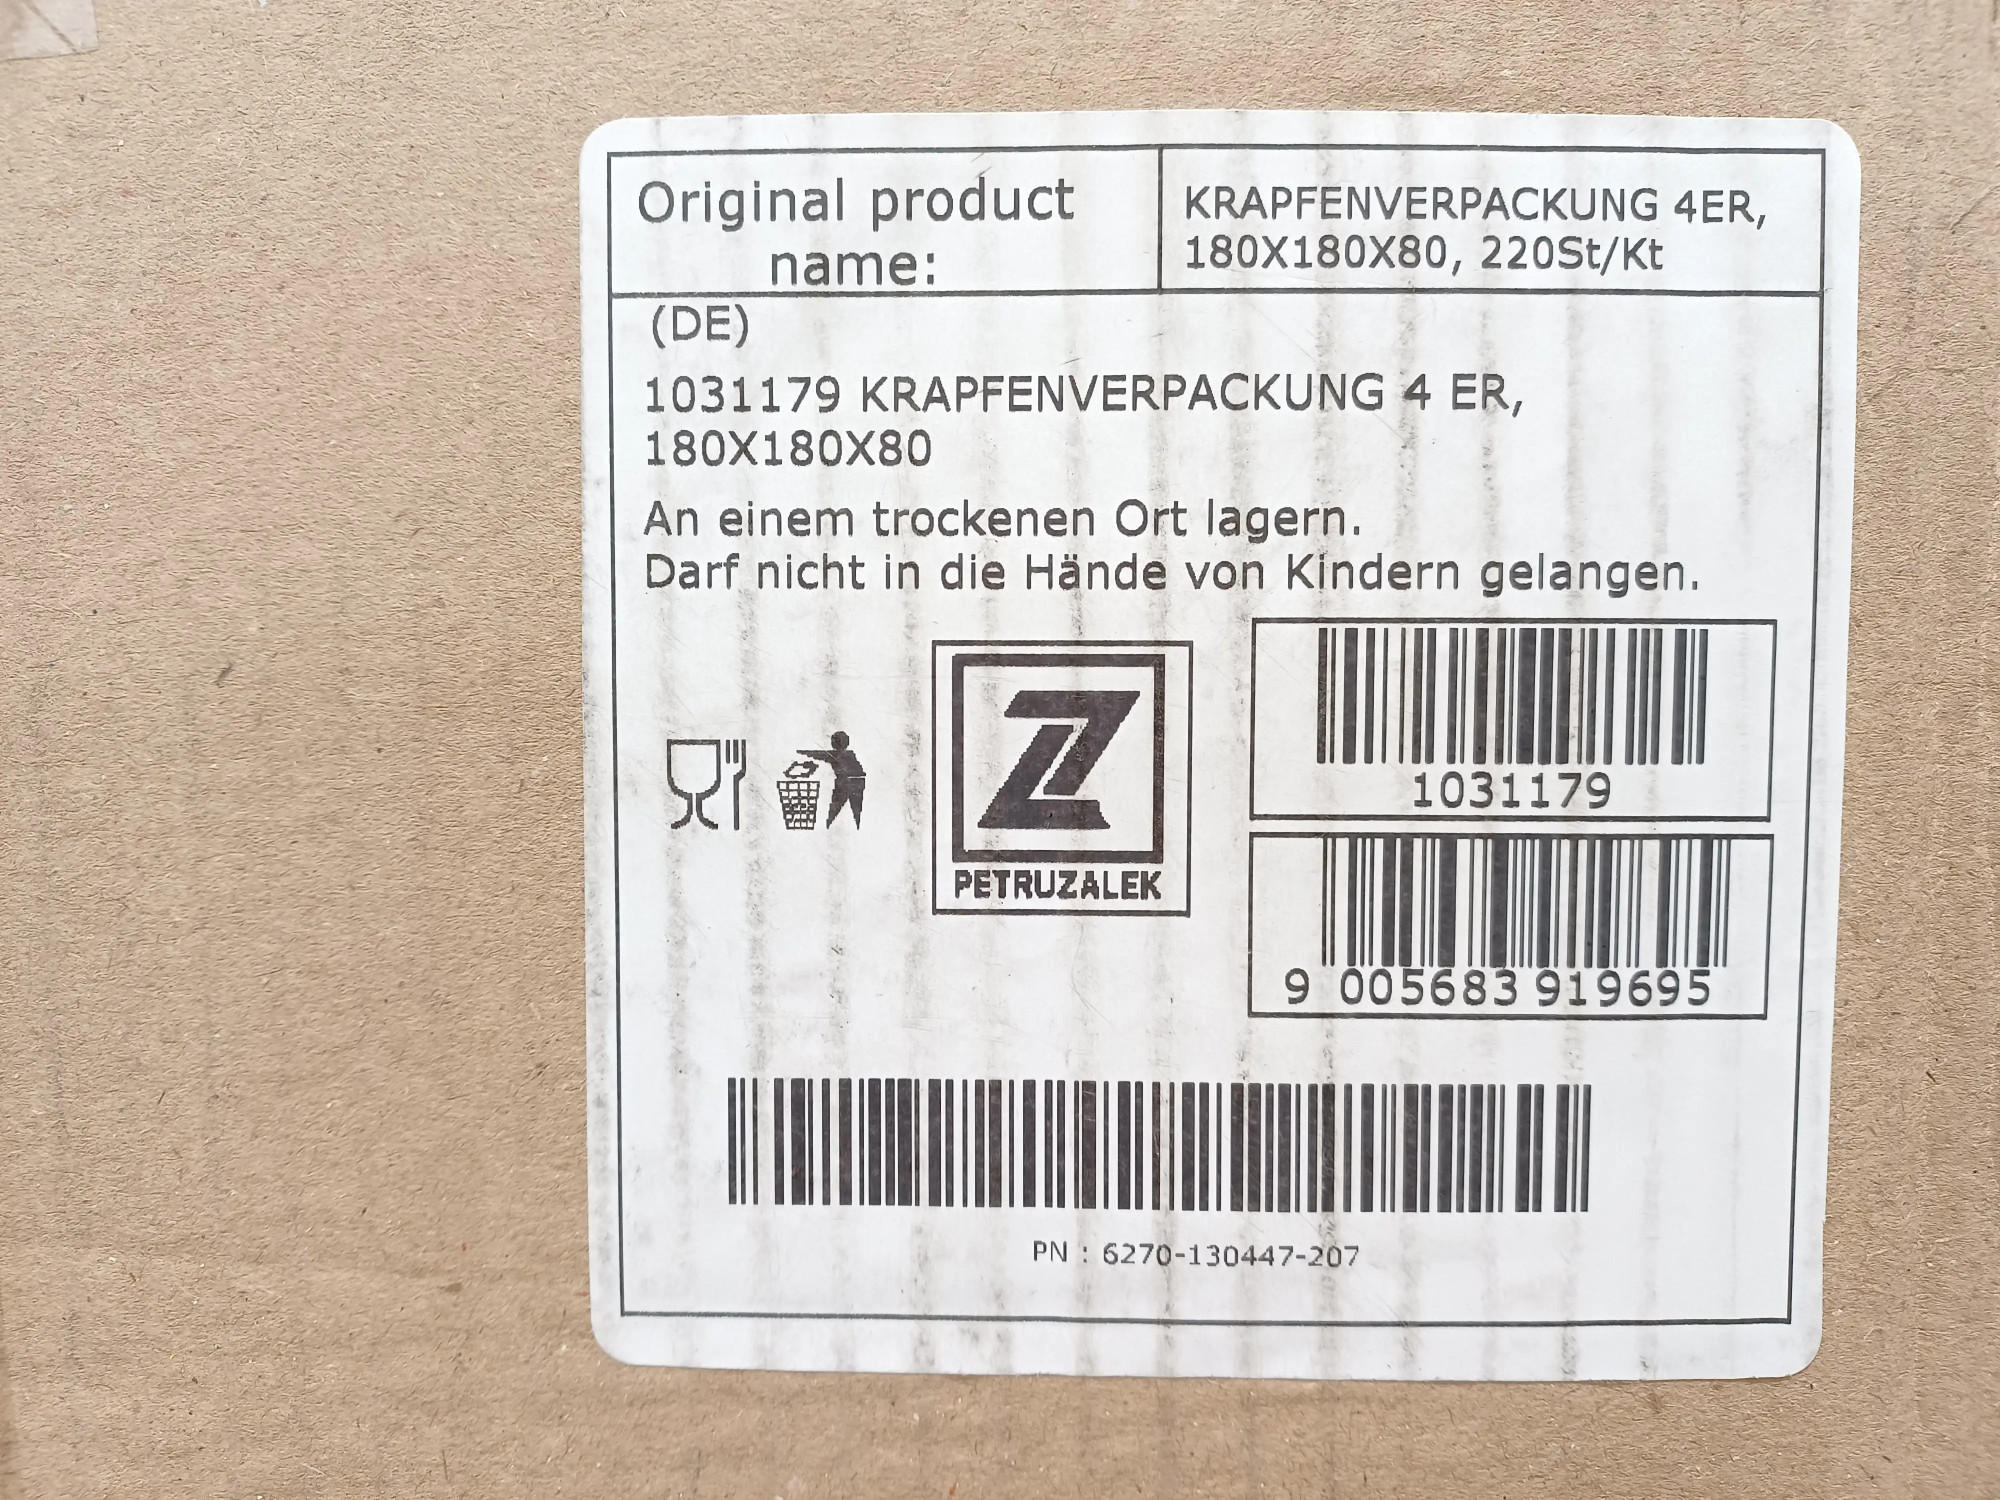 Original product
name:
KRAPFENVERPACKUNG 4ER,
180X180X80, 220St/Kt
(DE)
1031179 KRAPFENVERPACKUNG 4 ER,
180X180X80
An einem trockenen Ort lagern.
Darf nicht in die Hände von Kindern gelangen.
PETRUZALEK
1031179
9 005683 919695
PN : 6270-130447-207